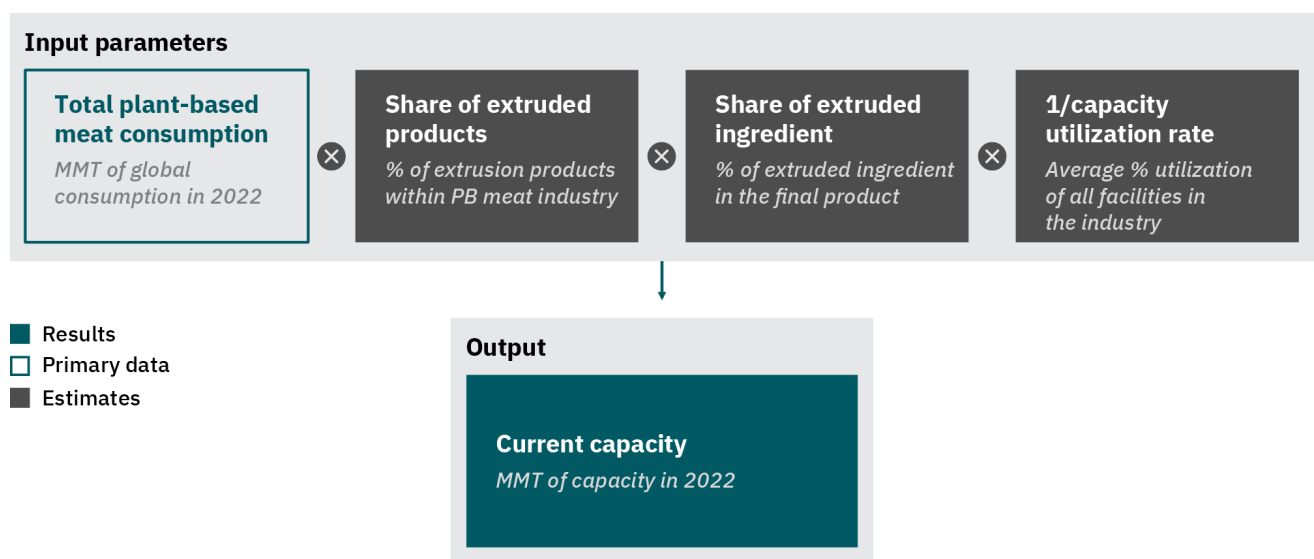 Input parameters
Total plant-based
meat consumption
MMT of global
consumption in 2022
Share of extruded
products
% of extrusion products
within PB meat industry
Share of extruded
ingredient
% of extruded ingredient
in the final product
1/capacity
utilization rate
Average % utilization
of all facilities in
the industry
Results
Primary data
Estimates
Output
Current capacity
MMT of capacity in 2022